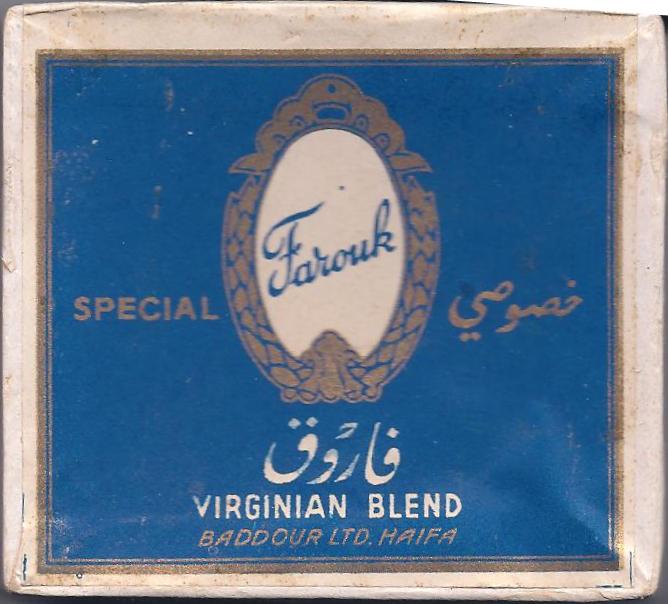 Farouk
SPECIAL
خصوصي
فاروق
VIRGINIAN BLEND
BADDOUR LTD. HAIFA